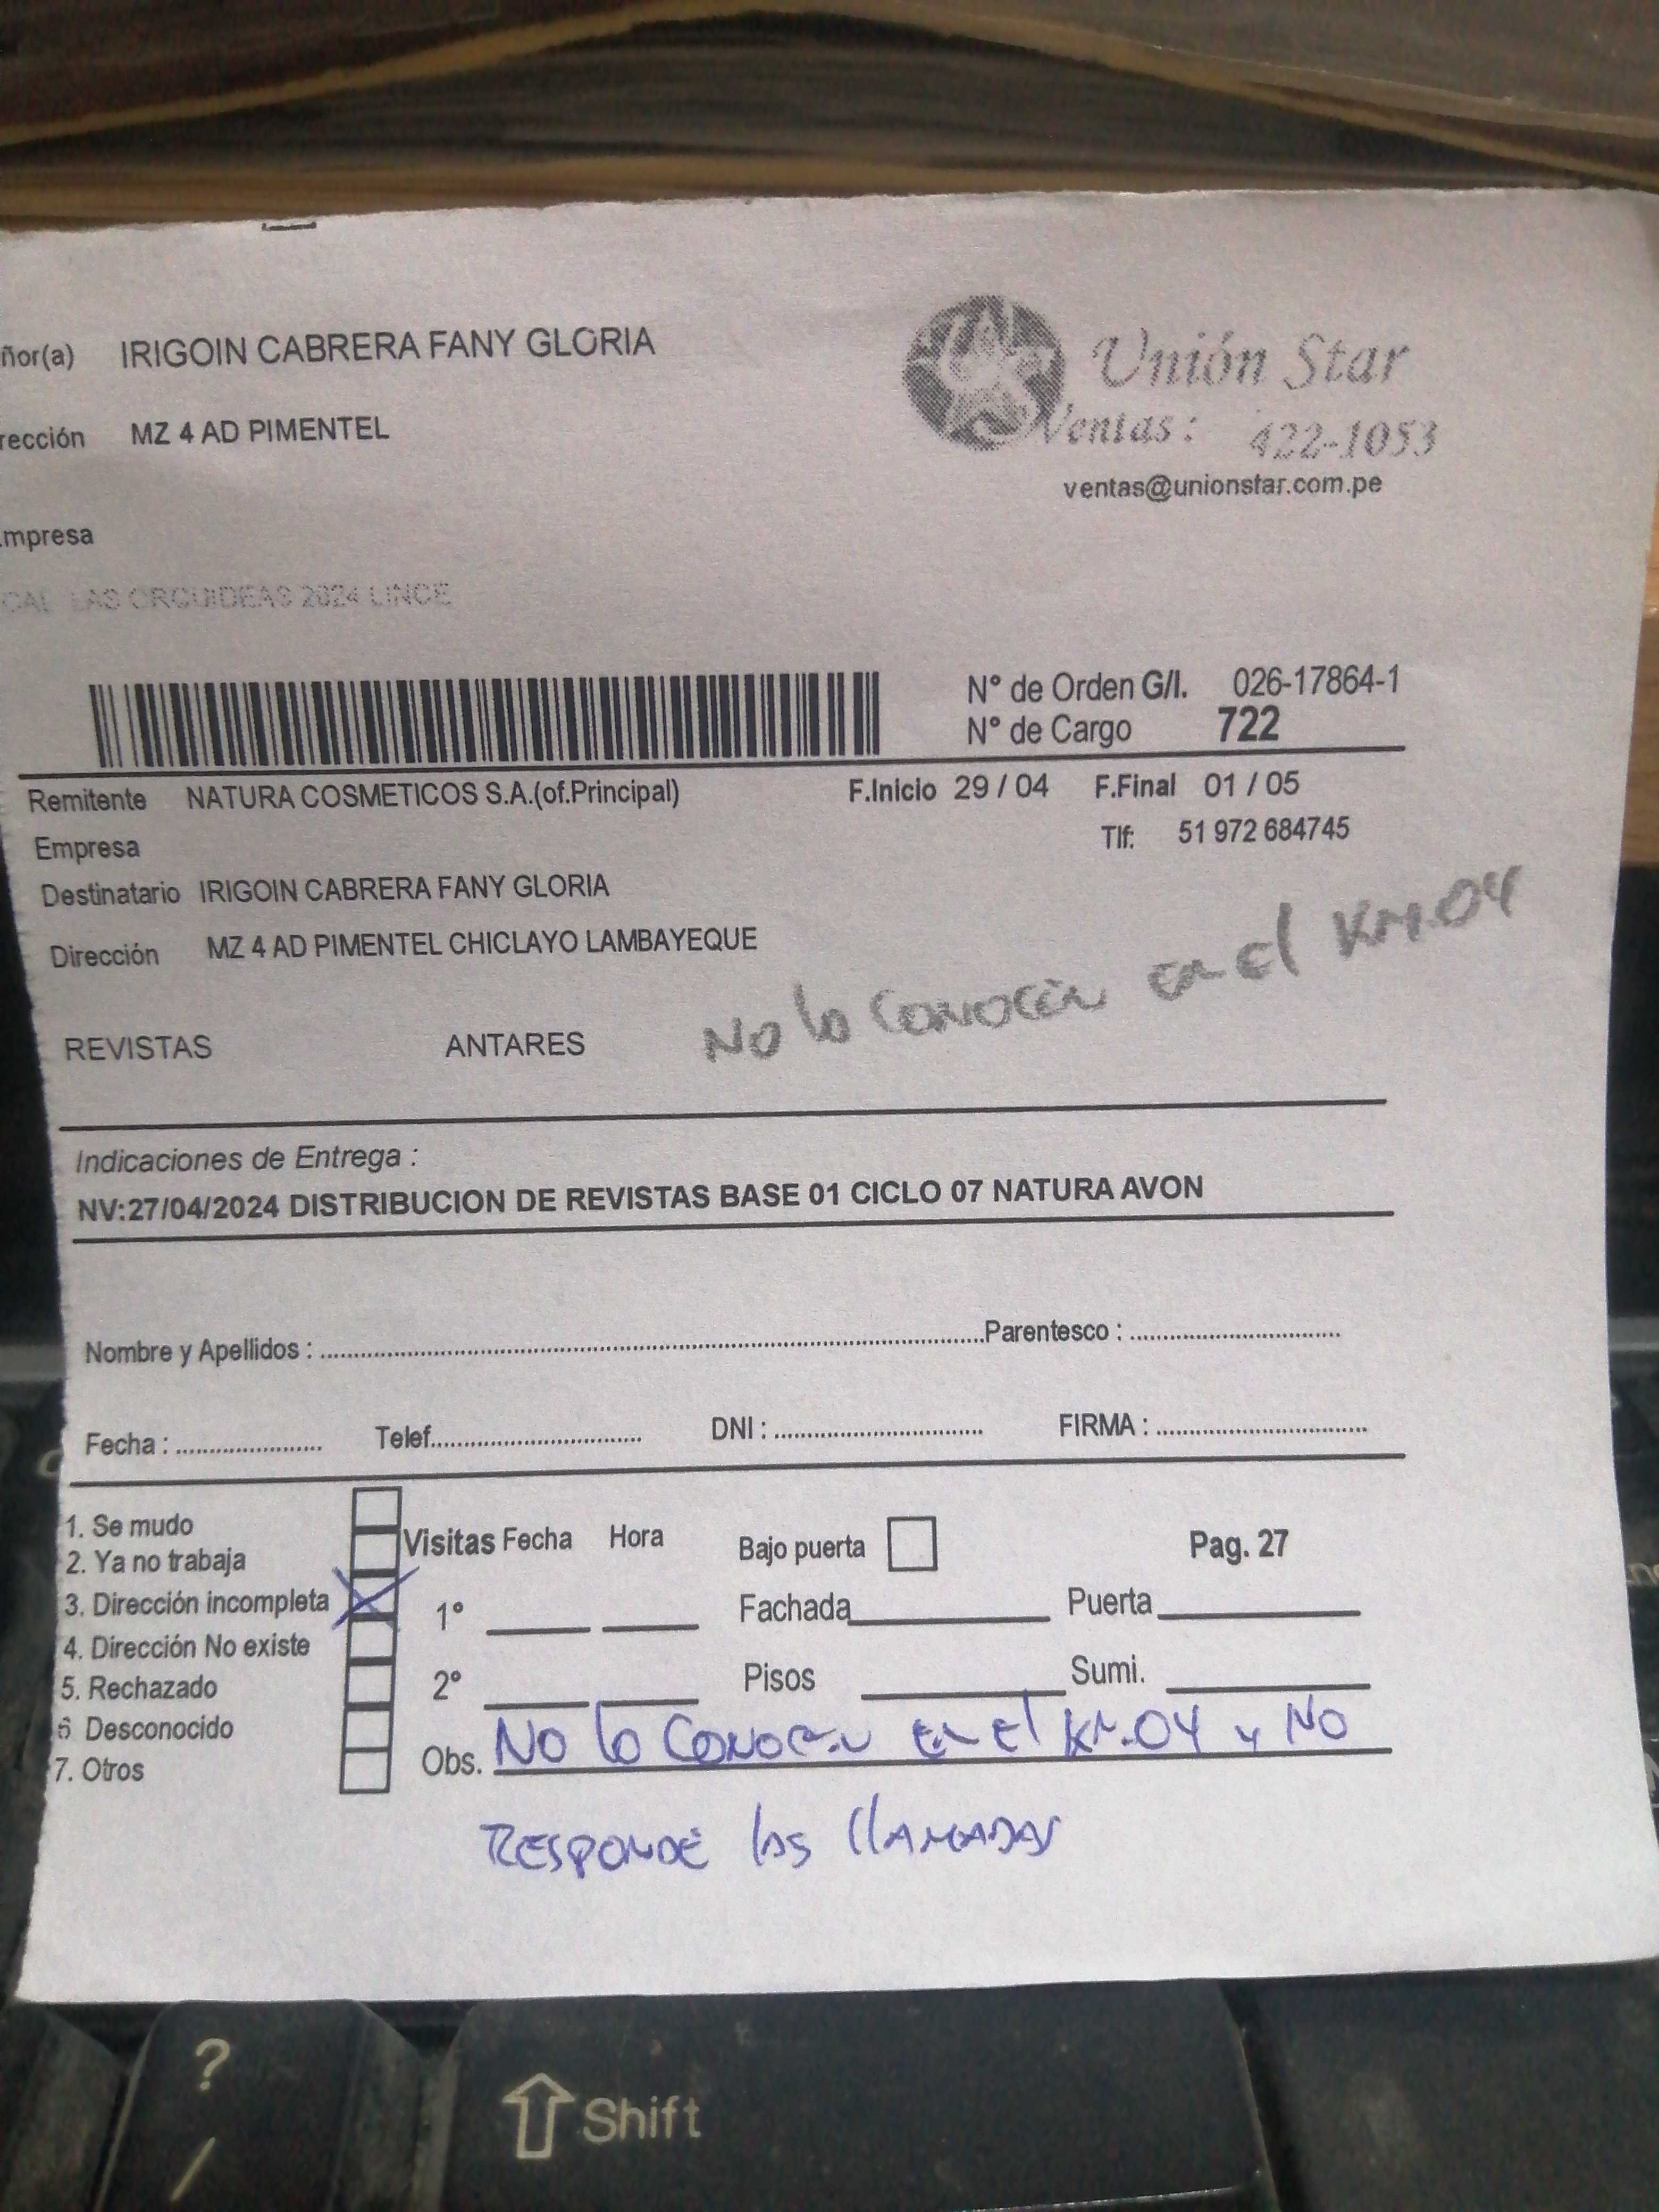 ñor(a) IRIGOIN CABRERA FANY GLORIA
Unión Star
rección MZ 4 AD PIMENTEL
Ventas: 422-1053
ventas@unionstar.com.pe
mpresa
CAL LAS ORQUIDEAS 2624 LINCE
N° de Orden G/I. 026-17864-1
N° de Cargo 722
Remitente NATURA COSMETICOS S.A.(of.Principal) F.Inicio 29 / 04 F.Final 01 / 05
Empresa Tlf: 51 972 684745
Destinatario IRIGOIN CABRERA FANY GLORIA
Dirección MZ 4 AD PIMENTEL CHICLAYO LAMBAYEQUE
No lo conocen en el KM.04
REVISTAS ANTARES
Indicaciones de Entrega :
NV:27/04/2024 DISTRIBUCION DE REVISTAS BASE 01 CICLO 07 NATURA AVON
Nombre y Apellidos : ........................ Parentesco : ........................
Fecha : ........................ Telef........................ DNI : ........................ FIRMA : ........................
1. Se mudo
2. Ya no trabaja Visitas Fecha Hora Bajo puerta Pag. 27
3. Dirección incompleta X 1° Fachada Puerta
4. Dirección No existe
5. Rechazado 2° Pisos Sumi.
6 Desconocido
7. Otros Obs. No lo conocen en el KM.04 y NO
RESPONDE las llAMADAS
?
/
Shift